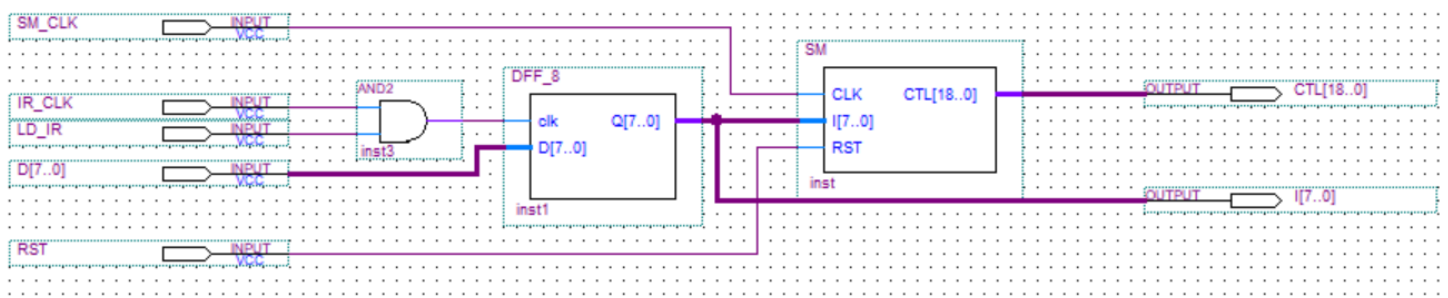 SM_CLK INPUT VCC
SM
DFF_8
AND2
IR_CLK INPUT VCC
LD_IR INPUT VCC
D[7..0] INPUT VCC
inst3
clk Q[7..0]
D[7..0]
inst1
CLK CTL[18..0]
I[7..0]
RST
inst
OUTPUT CTL[18..0]
OUTPUT I[7..0]
RST INPUT VCC